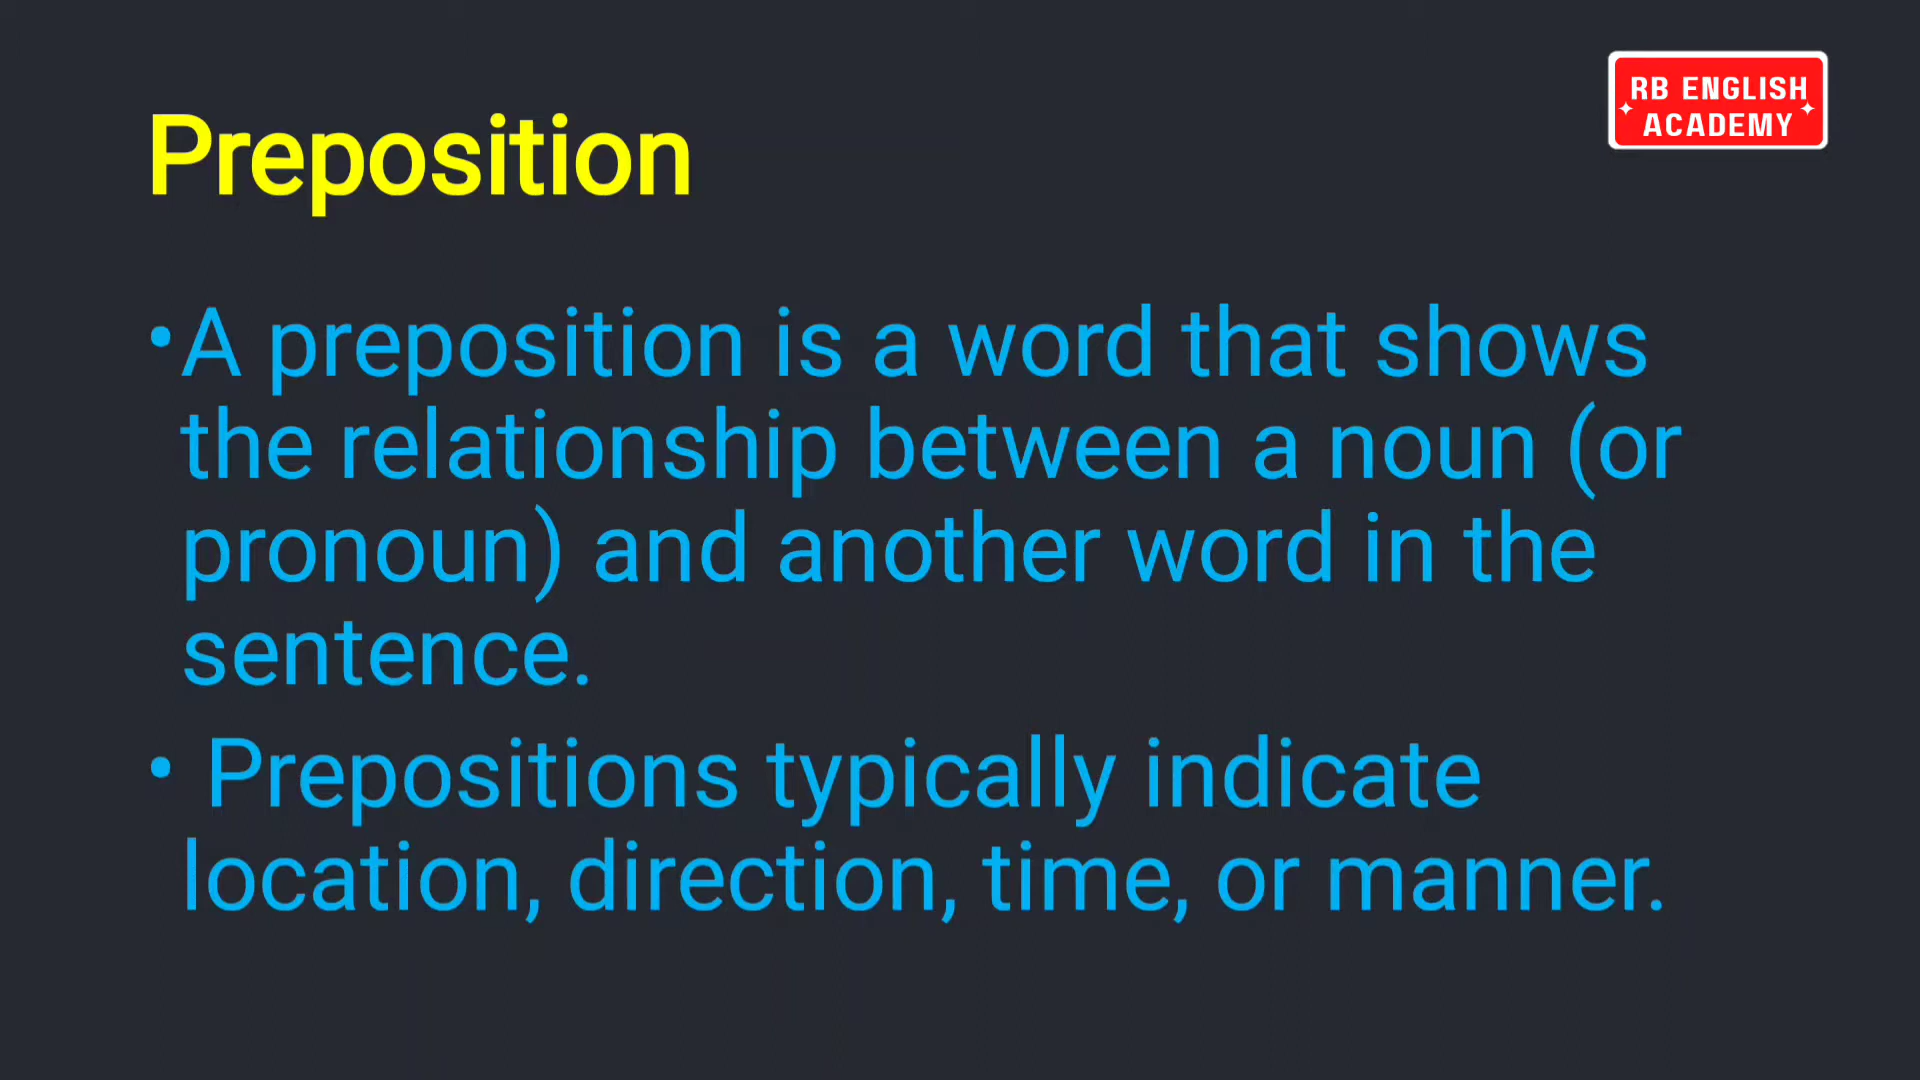 RB ENGLISH
ACADEMY
Preposition
•A preposition is a word that shows
the relationship between a noun (or
pronoun) and another word in the
sentence.
• Prepositions typically indicate
location, direction, time, or manner.